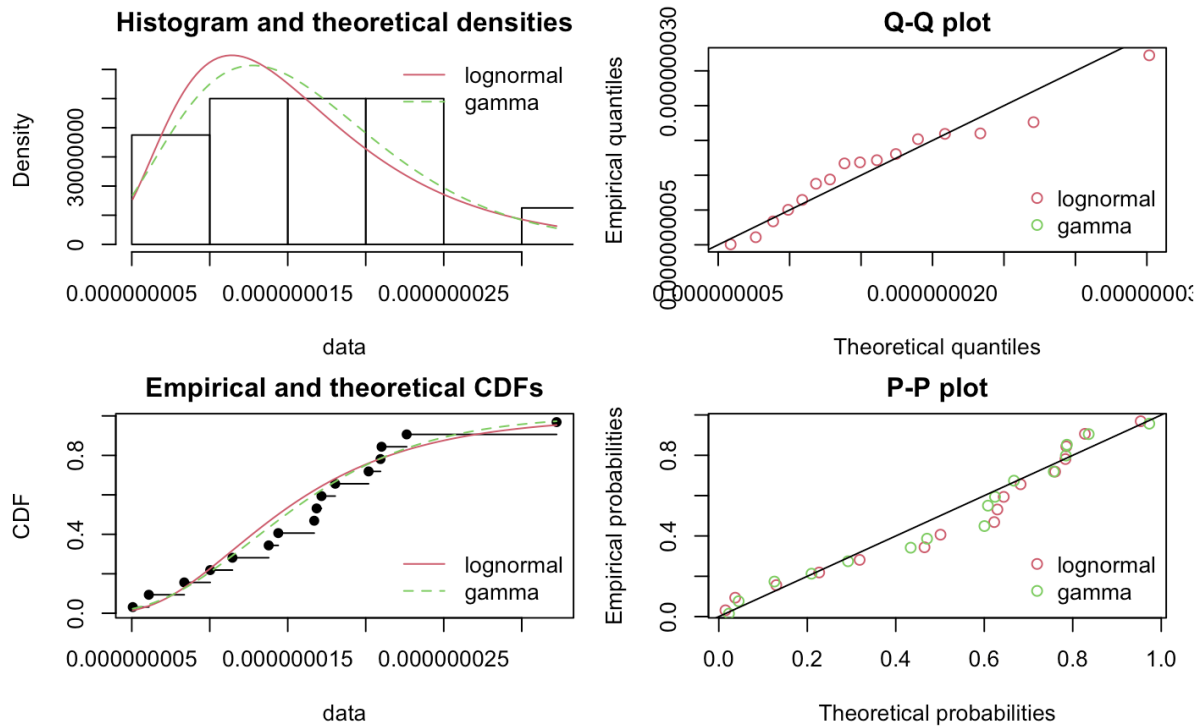 Histogram and theoretical densities
Density
0
30000000
lognormal
gamma
0.000000005
0.000000015
0.000000025
data
Q-Q plot
Empirical quantiles
0.000000005
0.000000030
lognormal
gamma
0.000000005
0.000000020
Theoretical quantiles
Empirical and theoretical CDFs
CDF
0.0
0.4
0.8
lognormal
gamma
0.000000005
0.000000015
0.000000025
data
P-P plot
Empirical probabilities
0.0
0.4
0.8
lognormal
gamma
0.0
0.2
0.4
0.6
0.8
1.0
Theoretical probabilities